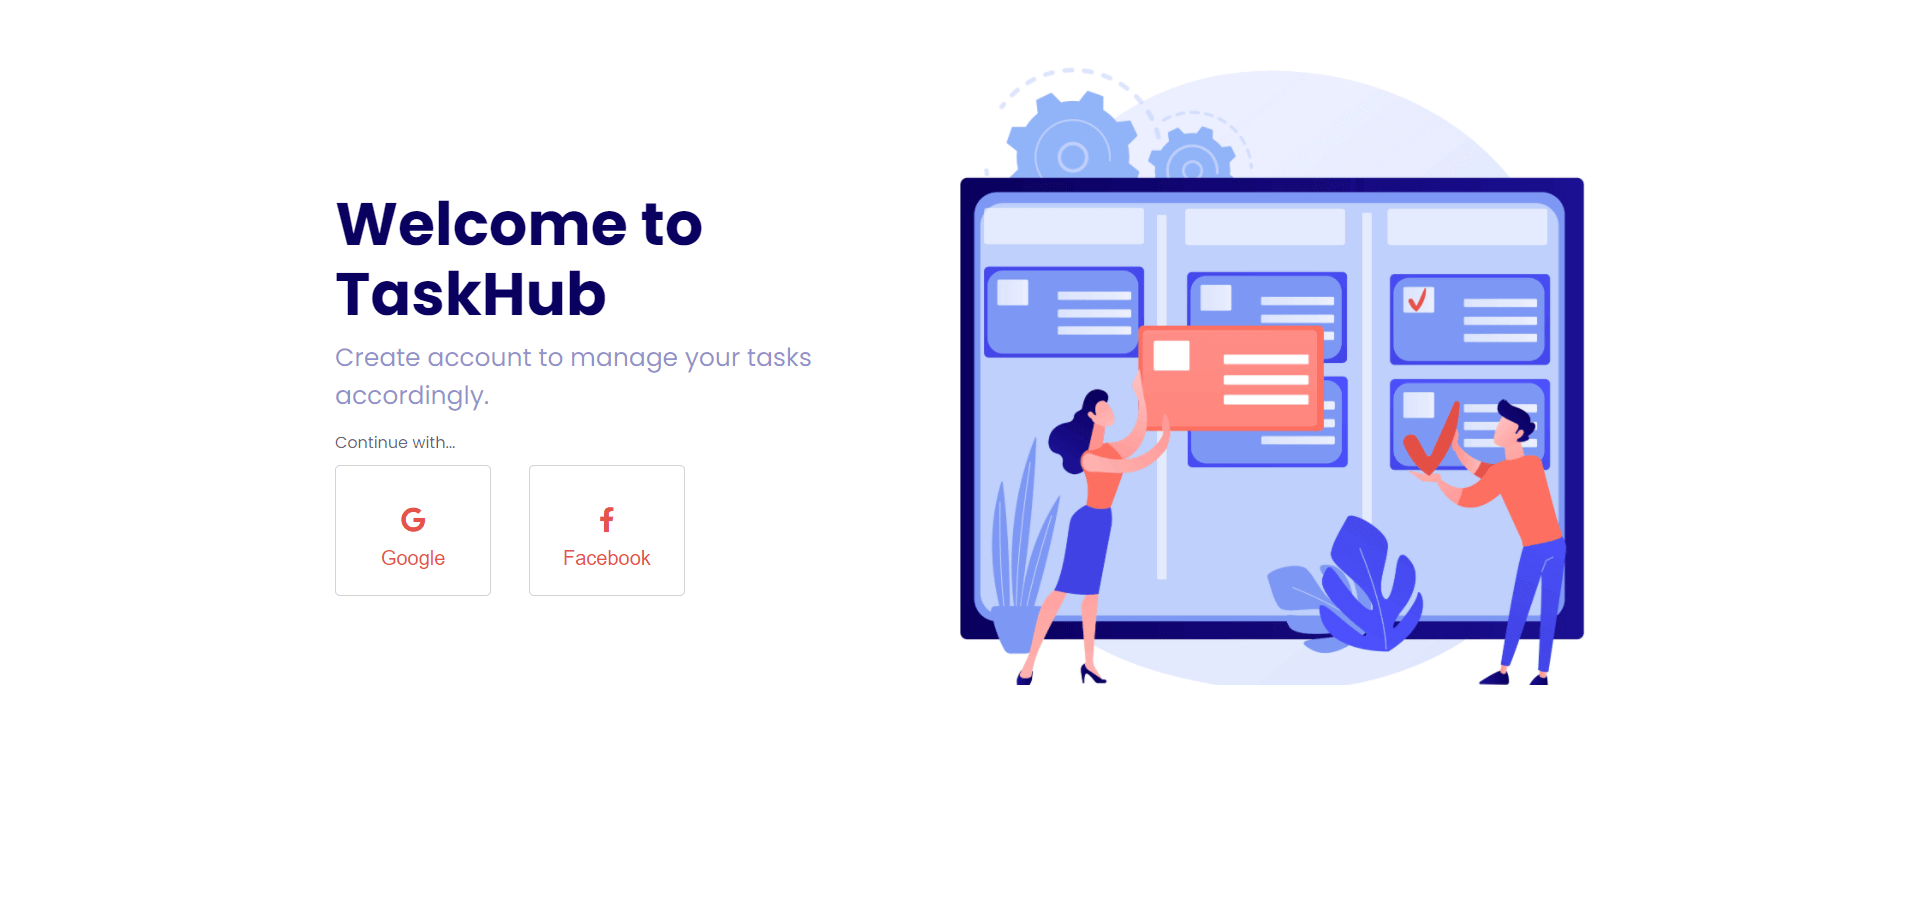 Welcome to
TaskHub
Create account to manage your tasks
accordingly.
Continue with...
Google
Facebook